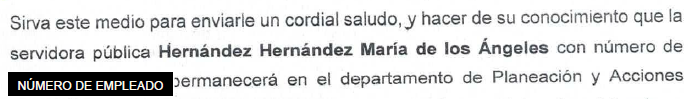 Sirva este medio para enviarle un cordial saludo, y hacer de su conocimiento que la
servidora pública Hernández Hernández María de los Ángeles con número de
NÚMERO DE EMPLEADO permanecerá en el departamento de Planeación y Acciones